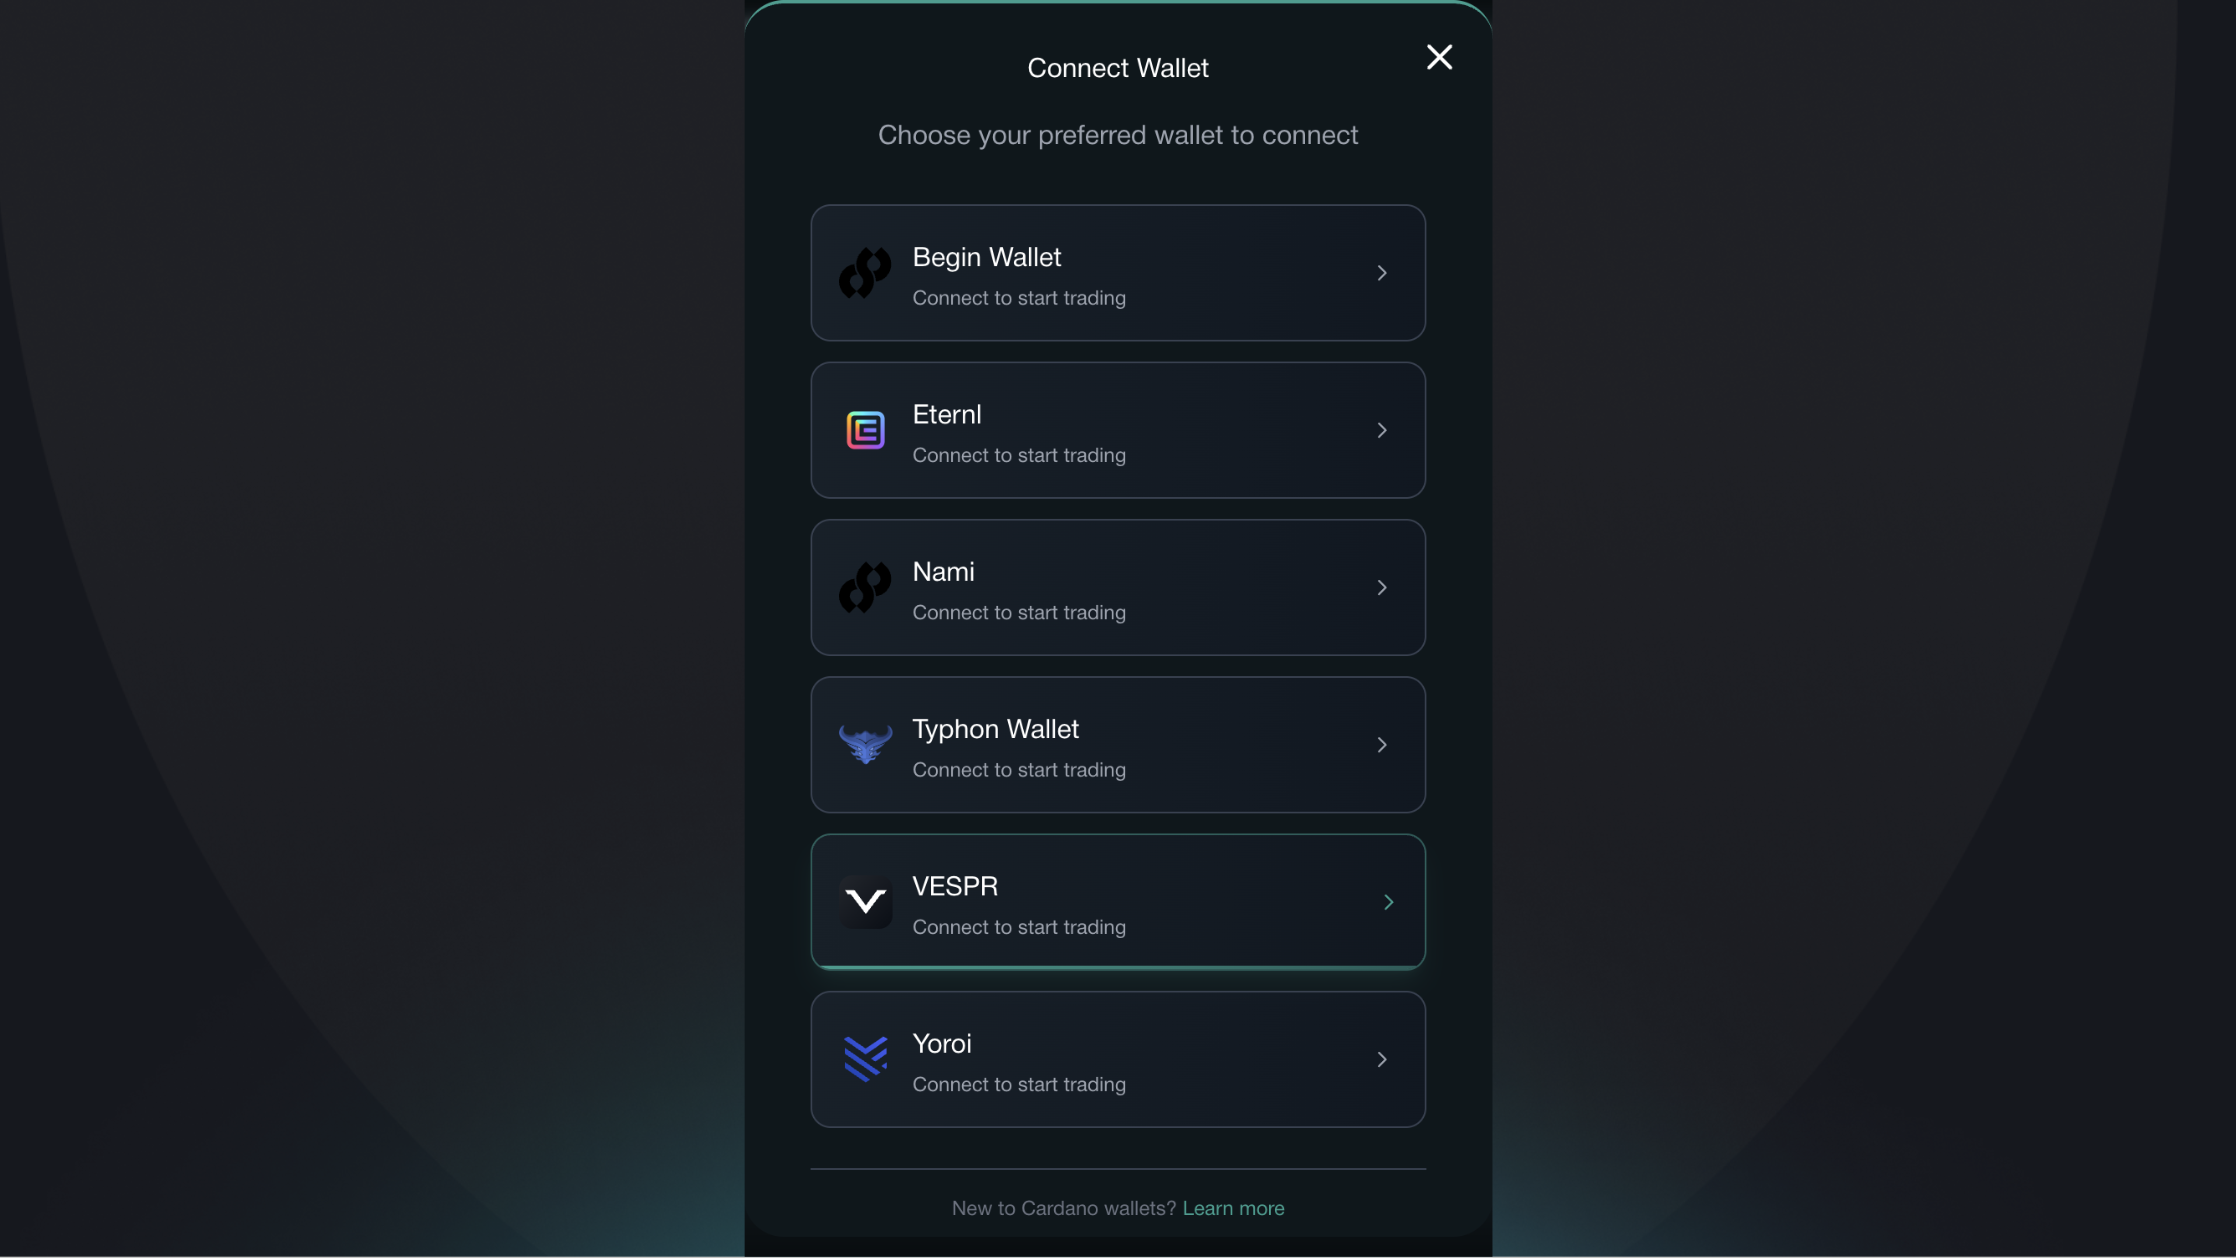 Connect Wallet
Choose your preferred wallet to connect
Begin Wallet
Connect to start trading
Eternl
Connect to start trading
Nami
Connect to start trading
Typhon Wallet
Connect to start trading
VESPR
Connect to start trading
Yoroi
Connect to start trading
New to Cardano wallets? Learn more